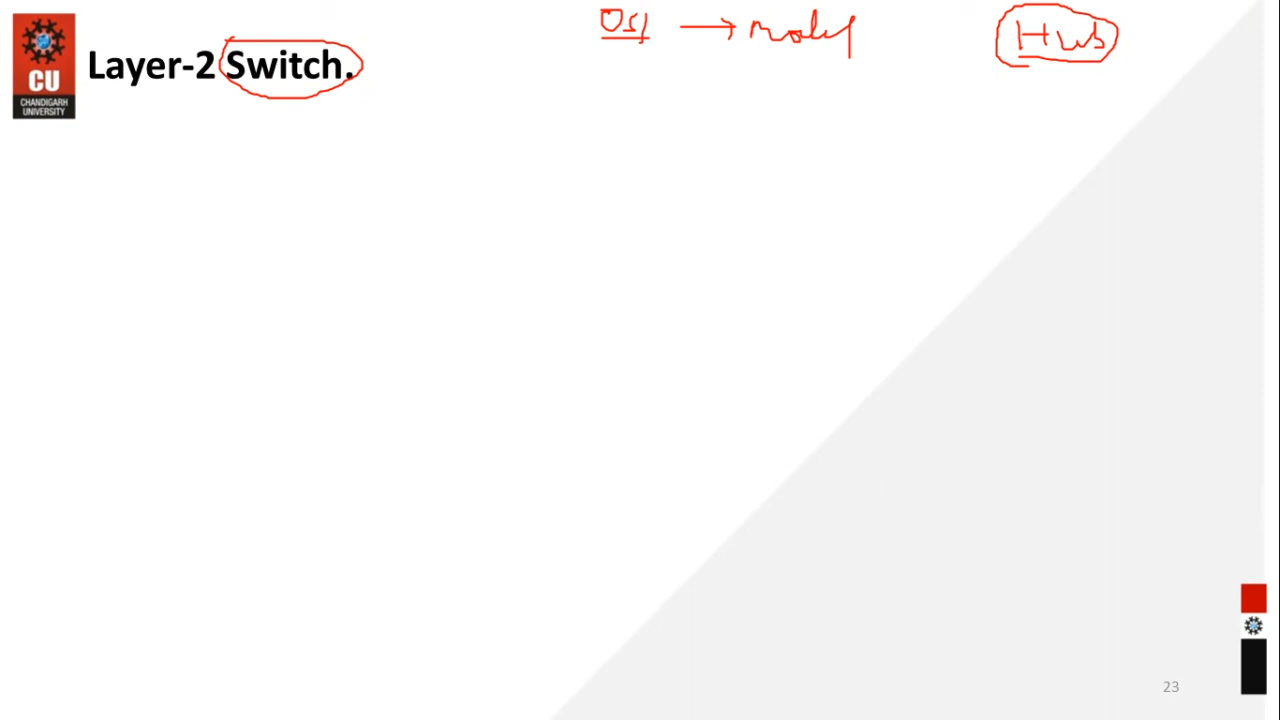 OSI → model
Hub
Layer-2 Switch.
CU
CHANDIGARH
UNIVERSITY
23